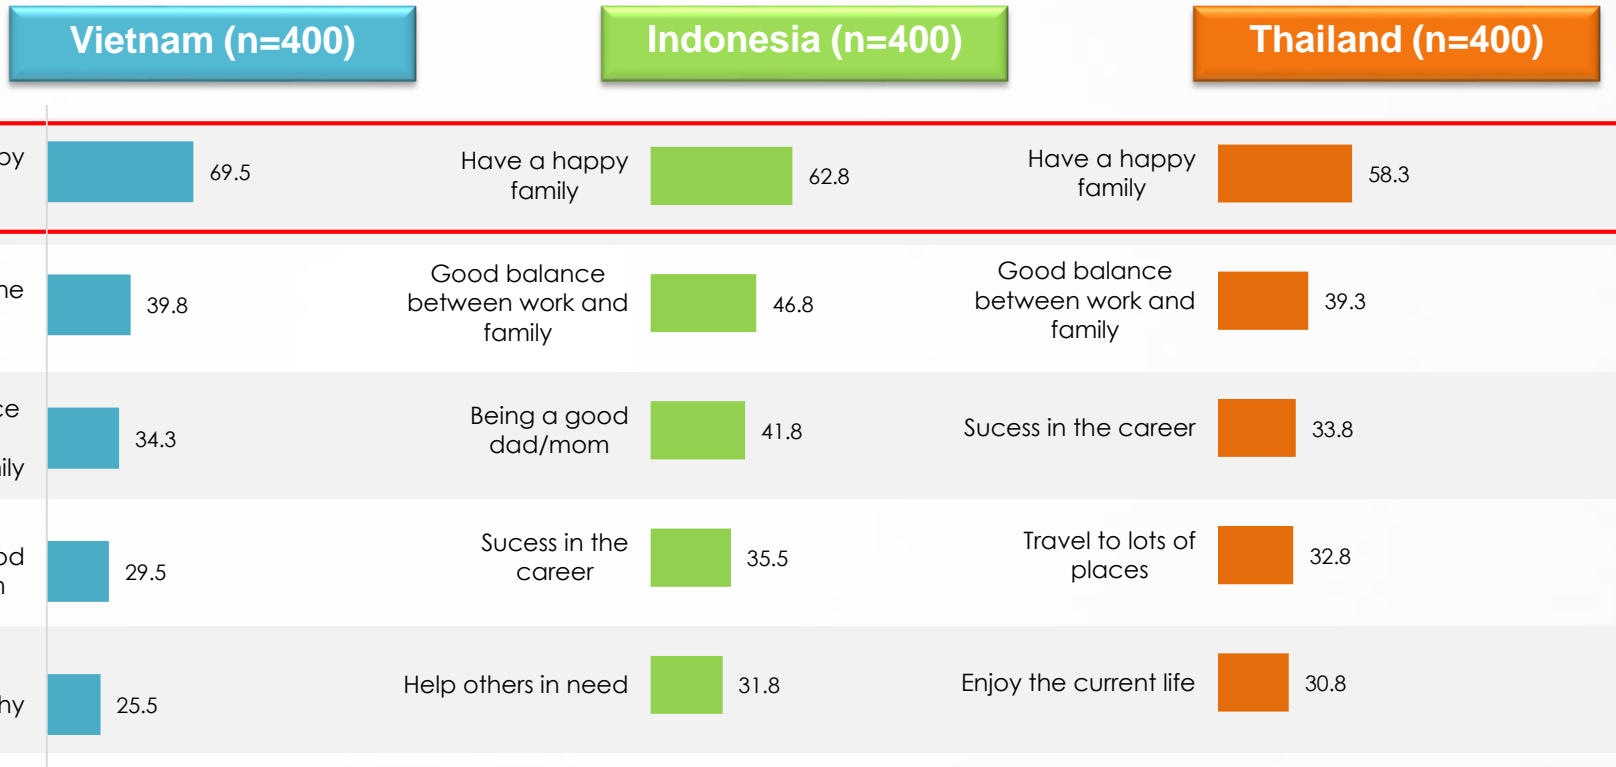 Vietnam (n=400)
Indonesia (n=400)
Thailand (n=400)
69.5
Have a happy
family
62.8
Have a happy
family
58.3
39.8
Good balance
between work and
family
46.8
Good balance
between work and
family
39.3
34.3
Being a good
dad/mom
41.8
Sucess in the career
33.8
29.5
Sucess in the
career
35.5
Travel to lots of
places
32.8
25.5
Help others in need
31.8
Enjoy the current life
30.8